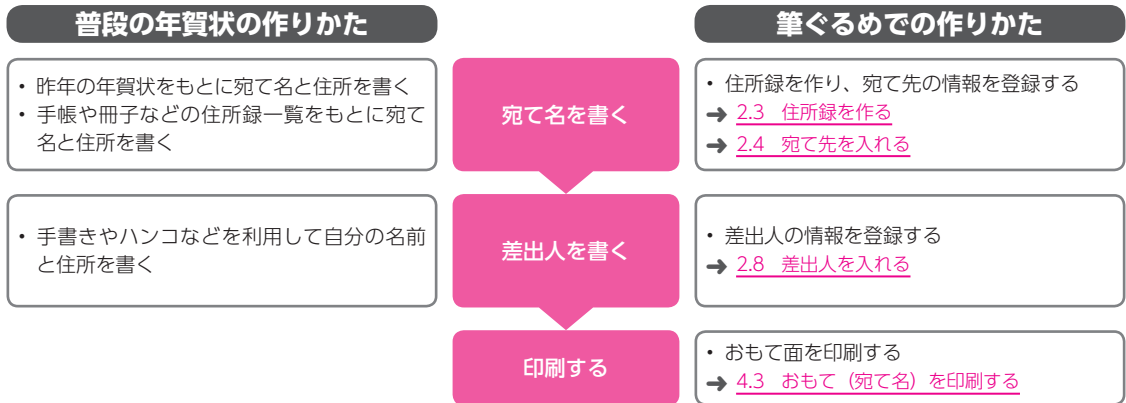 普段の年賀状の作りかた
筆ぐるめでの作りかた
・昨年の年賀状をもとに宛て名と住所を書く
・手帳や冊子などの住所録一覧をもとに宛て
名と住所を書く
宛て名を書く
・住所録を作り、宛て先の情報を登録する
➜ 2.3　住所録を作る
➜ 2.4　宛て先を入れる
・手書きやハンコなどを利用して自分の名前
と住所を書く
差出人を書く
・差出人の情報を登録する
➜ 2.8　差出人を入れる
印刷する
・おもて面を印刷する
➜ 4.3　おもて（宛て名）を印刷する